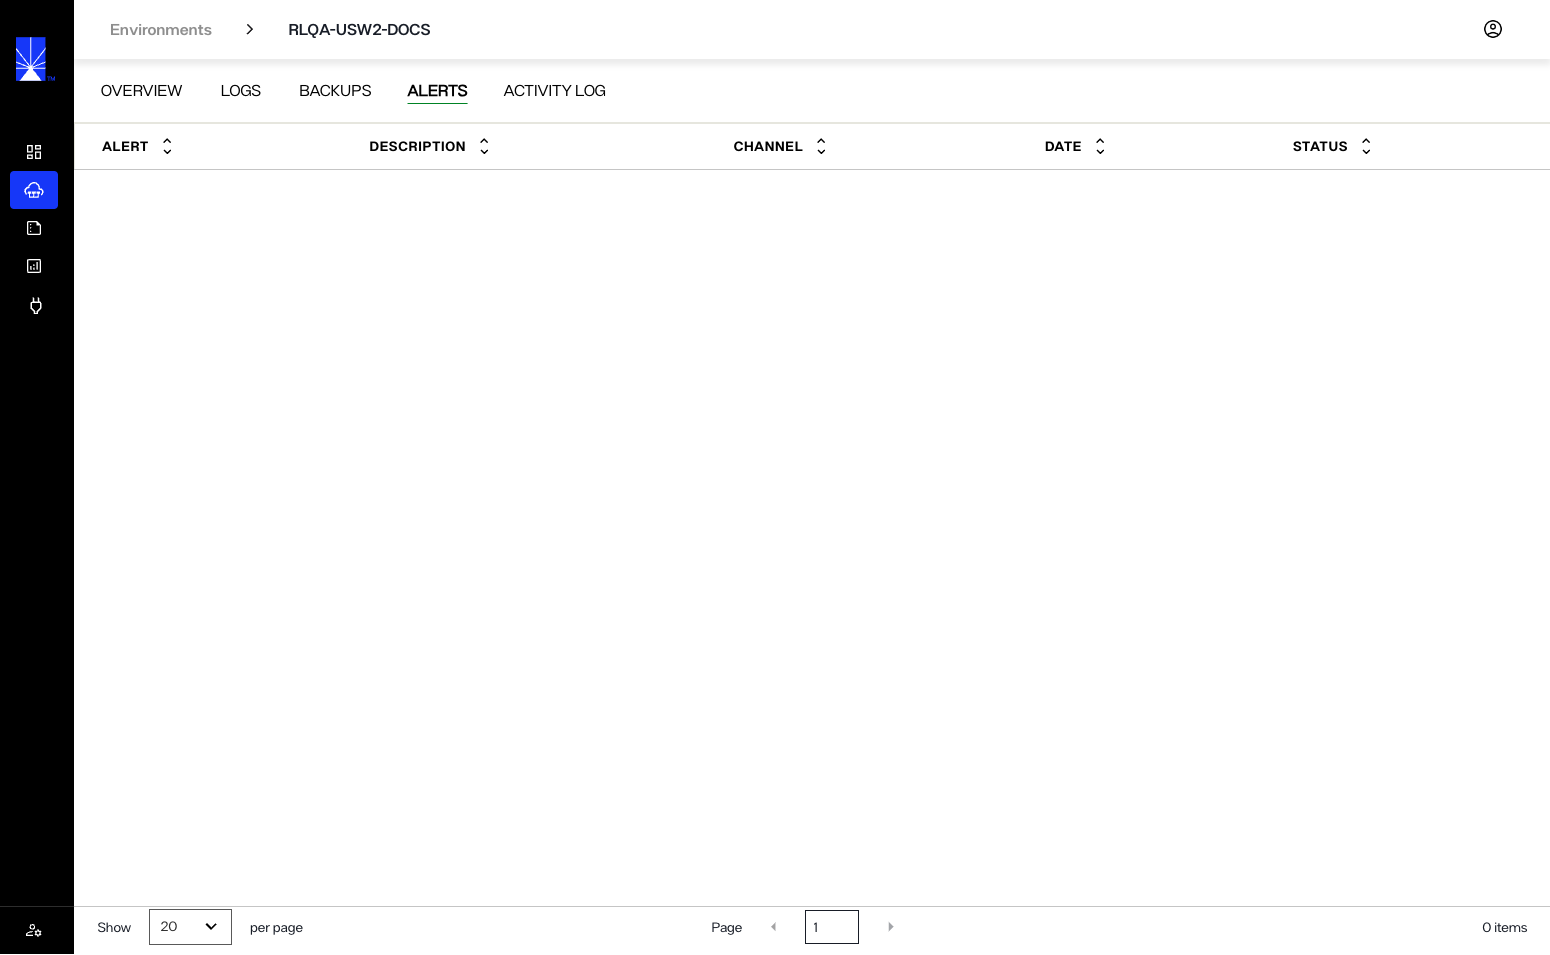 Environments RLQA-USW2-DOCS
OVERVIEW LOGS BACKUPS ALERTS ACTIVITY LOG
ALERT DESCRIPTION CHANNEL DATE STATUS
Show 20 per page Page 1 0 items